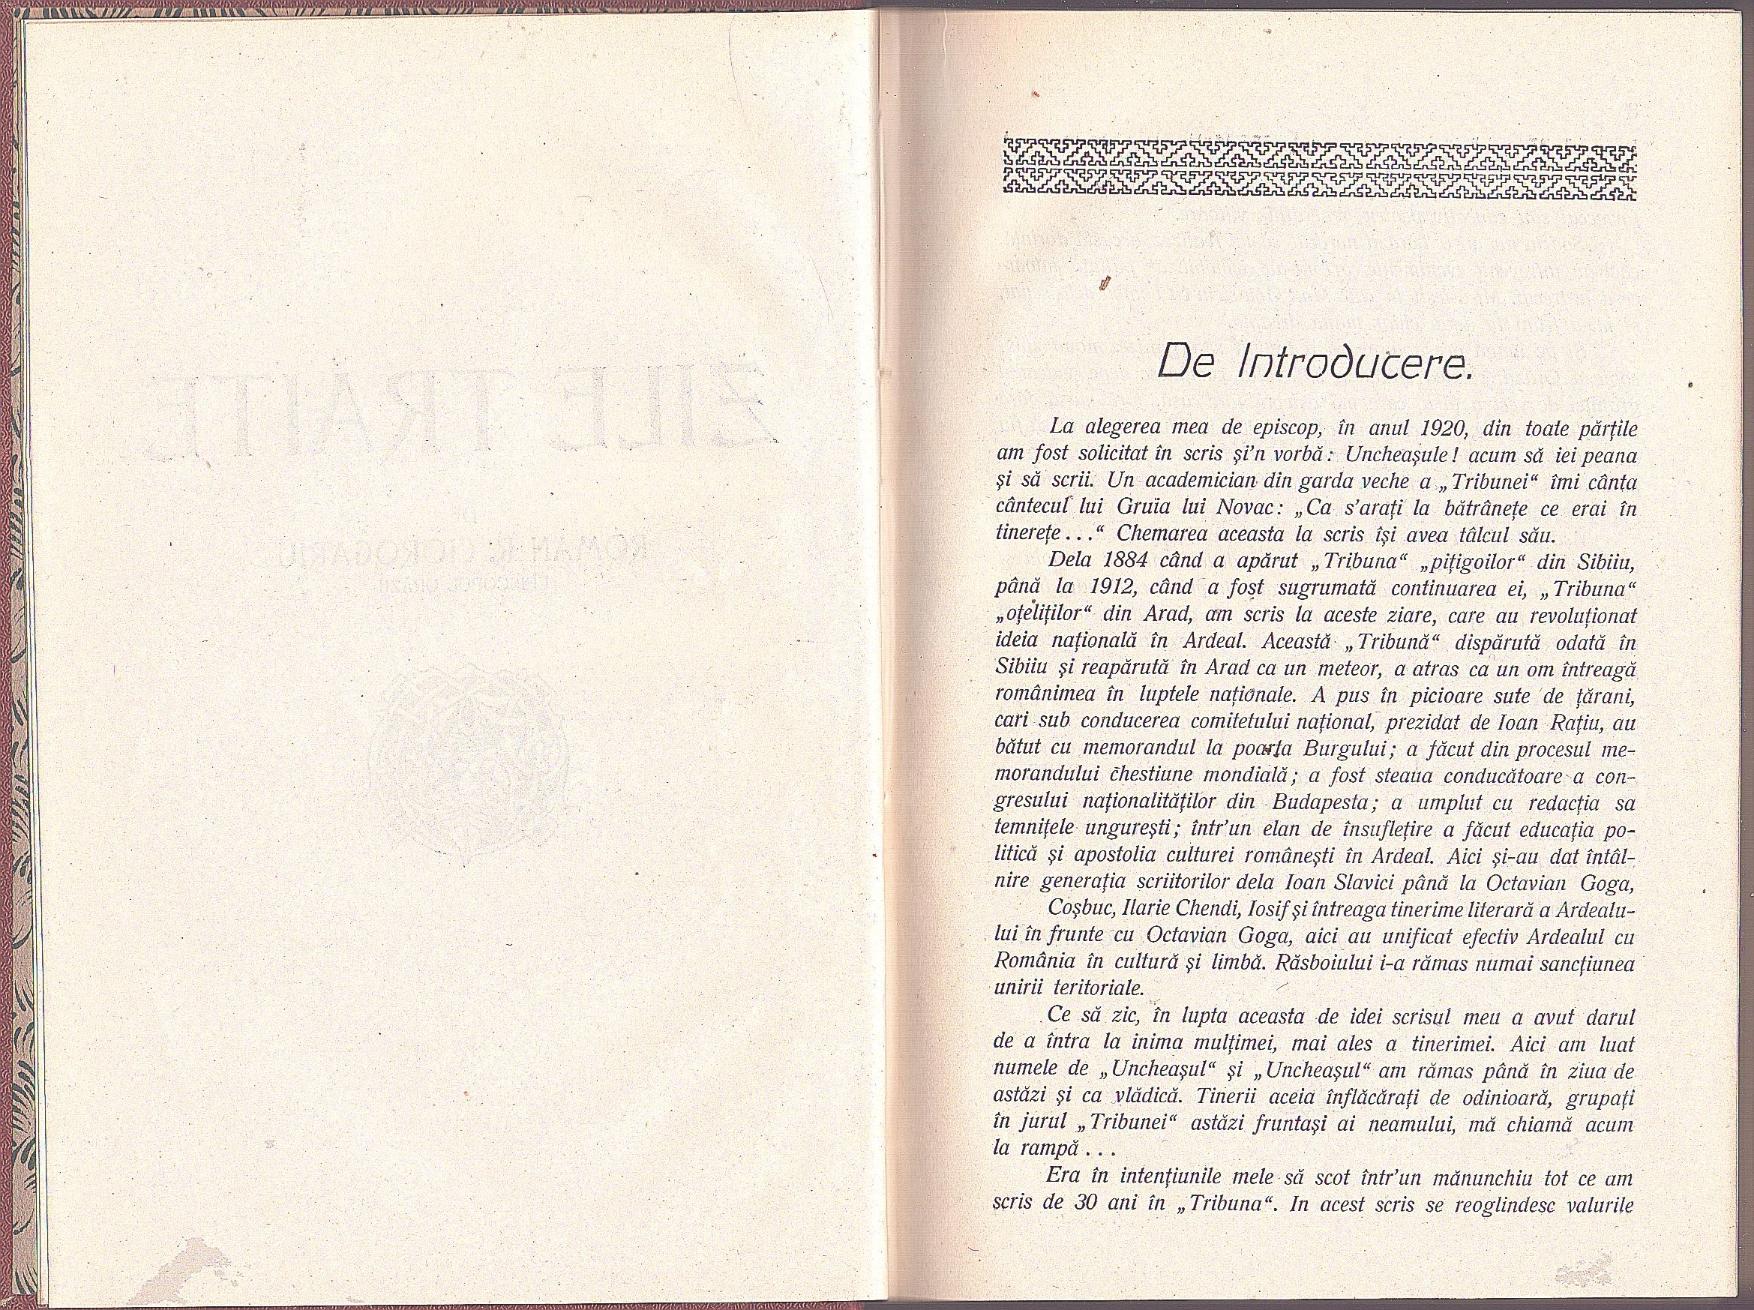 De Introducere.
La alegerea mea de episcop, în anul 1920, din toate părțile
am fost solicitat în scris și'n vorbă: Uncheașule! acum să iei peana
și să scrii. Un academician din garda veche a „Tribunei“ îmi cânta
cântecul lui Gruia lui Novac: „Ca s'arați la bătrânețe ce erai în
tinerețe...“ Chemarea aceasta la scris își avea tâlcul său.
Dela 1884 când a apărut „Tribuna“ „pițigoilor“ din Sibiiu,
până la 1912, când a fost sugrumată continuarea ei, „Tribuna“
„oțeliților“ din Arad, am scris la aceste ziare, care au revoluționat
ideia națională în Ardeal. Această „Tribună“ dispărută odată în
Sibiiu și reapărută în Arad ca un meteor, a atras ca un om întreagă
românimea în luptele naționale. A pus în picioare sute de țărani,
cari sub conducerea comitetului național, prezidat de Ioan Rațiu, au
bătut cu memorandul la poarta Burgului; a făcut din procesul me-
morandului chestiune mondială; a fost steaua conducătoare a con-
gresului naționalităților din Budapesta; a umplut cu redacția sa
temnițele ungurești; într'un elan de însuflețire a făcut educația po-
litică și apostolia culturei românești în Ardeal. Aici și-au dat întâl-
nire generația scriitorilor dela Ioan Slavici până la Octavian Goga,
Coșbuc, Ilarie Chendi, Iosif și întreaga tinerime literară a Ardealu-
lui în frunte cu Octavian Goga, aici au unificat efectiv Ardealul cu
România în cultură și limbă. Răsboiului i-a rămas numai sancțiunea
unirii teritoriale.
Ce să zic, în lupta aceasta de idei scrisul meu a avut darul
de a întra la inima mulțimei, mai ales a tinerimei. Aici am luat
numele de „Uncheașul“ și „Uncheașul“ am rămas până în ziua de
astăzi și ca vlădică. Tinerii aceia înflăcărați de odinioară, grupați
în jurul „Tribunei“ astăzi fruntași ai neamului, mă chiamă acum
la rampă...
Era în intențiunile mele să scot într'un mănunchiu tot ce am
scris de 30 ani în „Tribuna“. In acest scris se reoglindesc valurile